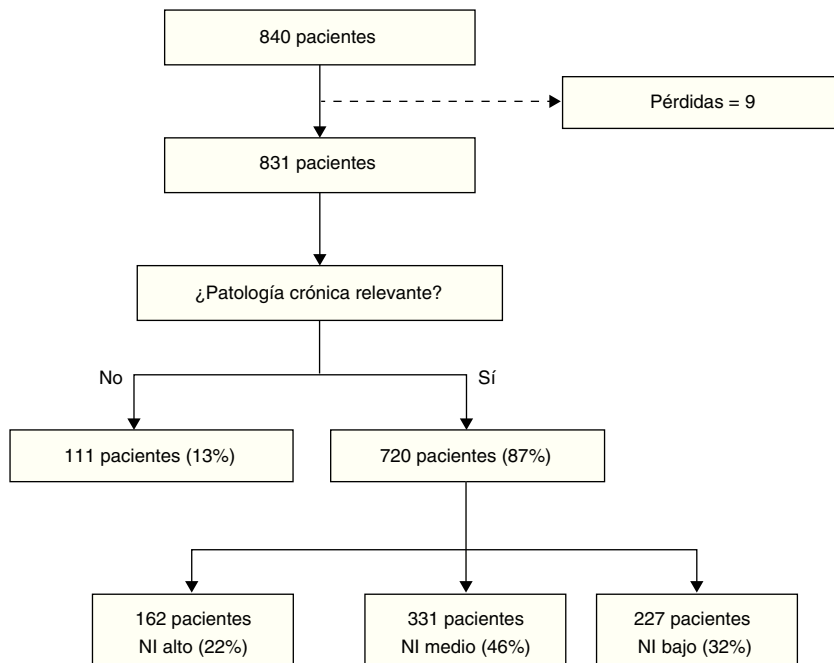 840 pacientes
Pérdidas = 9
831 pacientes
¿Patología crónica relevante?
No
Sí
111 pacientes (13%)
720 pacientes (87%)
162 pacientes
NI alto (22%)
331 pacientes
NI medio (46%)
227 pacientes
NI bajo (32%)